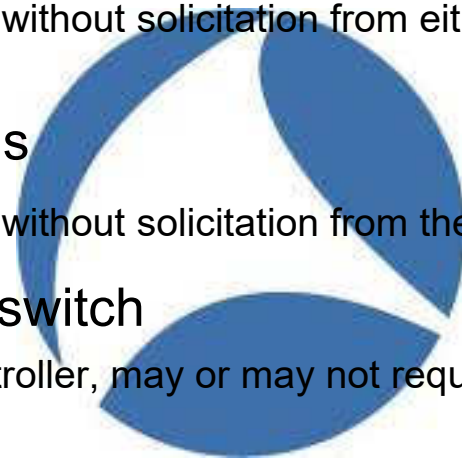 without solicitation from eit
s
without solicitation from the
switch
troller, may or may not requ